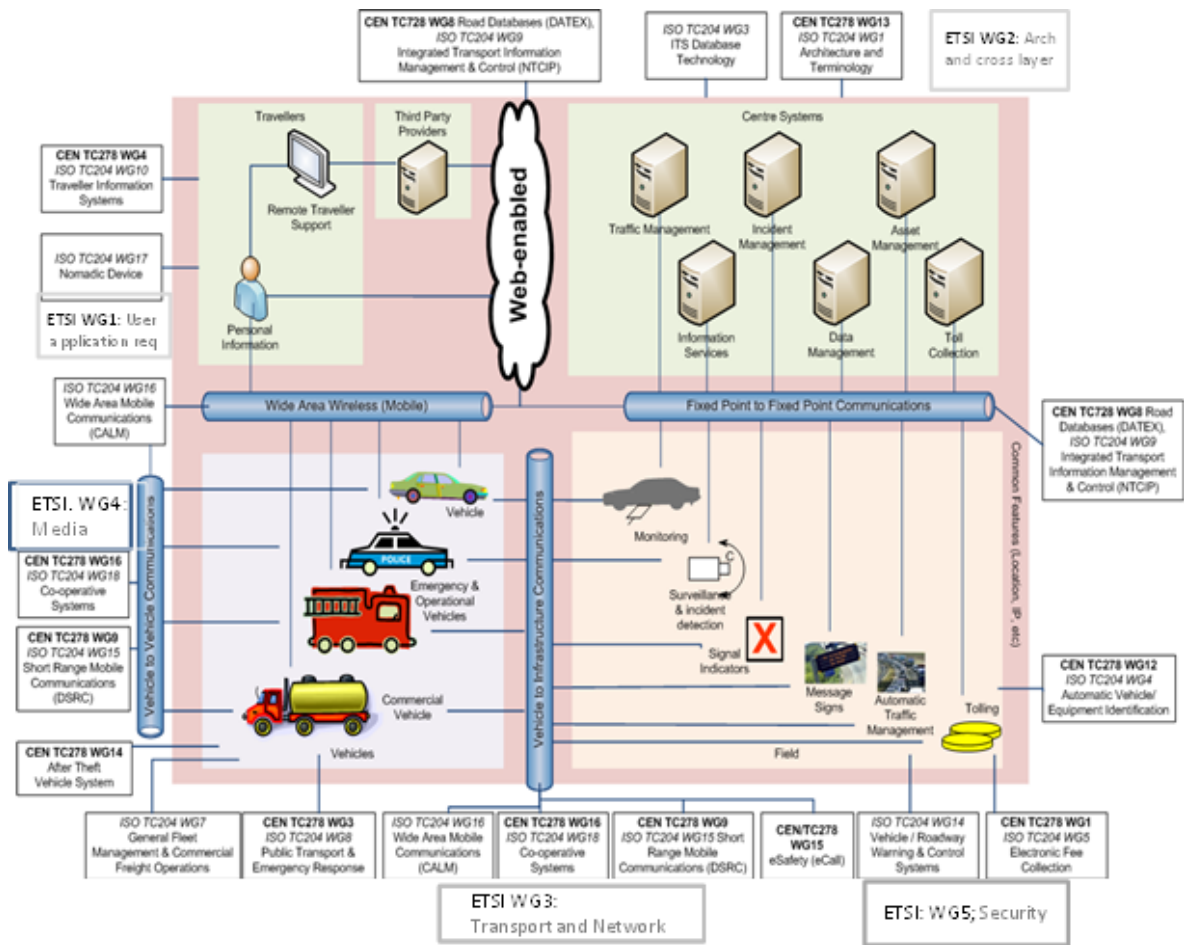 CEN TC728 WG8 Road Databases (DATEX),
ISO TC204 WG9
Integrated Transport Information
Management & Control (NTCIP)
ISO TC204 WG3
ITS Database
Technology
CEN TC278 WG13
ISO TC204 WG1
Architecture and
Terminology
ETSI WG2: Arch
and cross layer
Travellers
Third Party
Providers
Centre Systems
CEN TC278 WG4
ISO TC204 WG10
Traveller Information
Systems
Remote Traveller
Support
Web-enabled
Traffic Management
Incident
Management
Asset
Management
ISO TC204 WG17
Nomadic Device
ETSI WG1: User
application req
Personal
Information
Information
Services
Data
Management
Toll
Collection
ISO TC204 WG16
Wide Area Mobile
Communications
(CALM)
Wide Area Wireless (Mobile)
Fixed Point to Fixed Point Communications
CEN TC728 WG8 Road
Databases (DATEX),
ISO TC204 WG9
Integrated Transport
Information Management
& Control (NTCIP)
Common Features (Location, IP, etc)
ETSI. WG4:
Media
Vehicle to Vehicle Communications
Vehicle
POLICE
Emergency &
Operational
Vehicles
Commercial
Vehicle
Vehicles
Vehicle to Infrastructure Communications
Monitoring
C
Surveillance
& incident
detection
X
Signal
Indicators
Message
Signs
Automatic
Traffic
Management
Tolling
Field
CEN TC278 WG16
ISO TC204 WG18
Co-operative
Systems
CEN TC278 WG9
ISO TC204 WG15
Short Range Mobile
Communications
(DSRC)
CEN TC278 WG12
ISO TC204 WG4
Automatic Vehicle/
Equipment Identification
CEN TC278 WG14
After Theft
Vehicle System
ISO TC204 WG7
General Fleet
Management & Commercial
Freight Operations
CEN TC278 WG3
ISO TC204 WG8
Public Transport &
Emergency Response
ISO TC204 WG16
Wide Area Mobile
Communications
(CALM)
CEN TC278 WG16
ISO TC204 WG18
Co-operative
Systems
CEN TC278 WG9
ISO TC204 WG15 Short
Range Mobile
Communications (DSRC)
CEN/TC278
WG15
eSafety (eCall)
ISO TC204 WG14
Vehicle / Roadway
Warning & Control
Systems
CEN TC278 WG1
ISO TC204 WG5
Electronic Fee
Collection
ETSI WG3:
Transport and Network
ETSI: WG5; Security